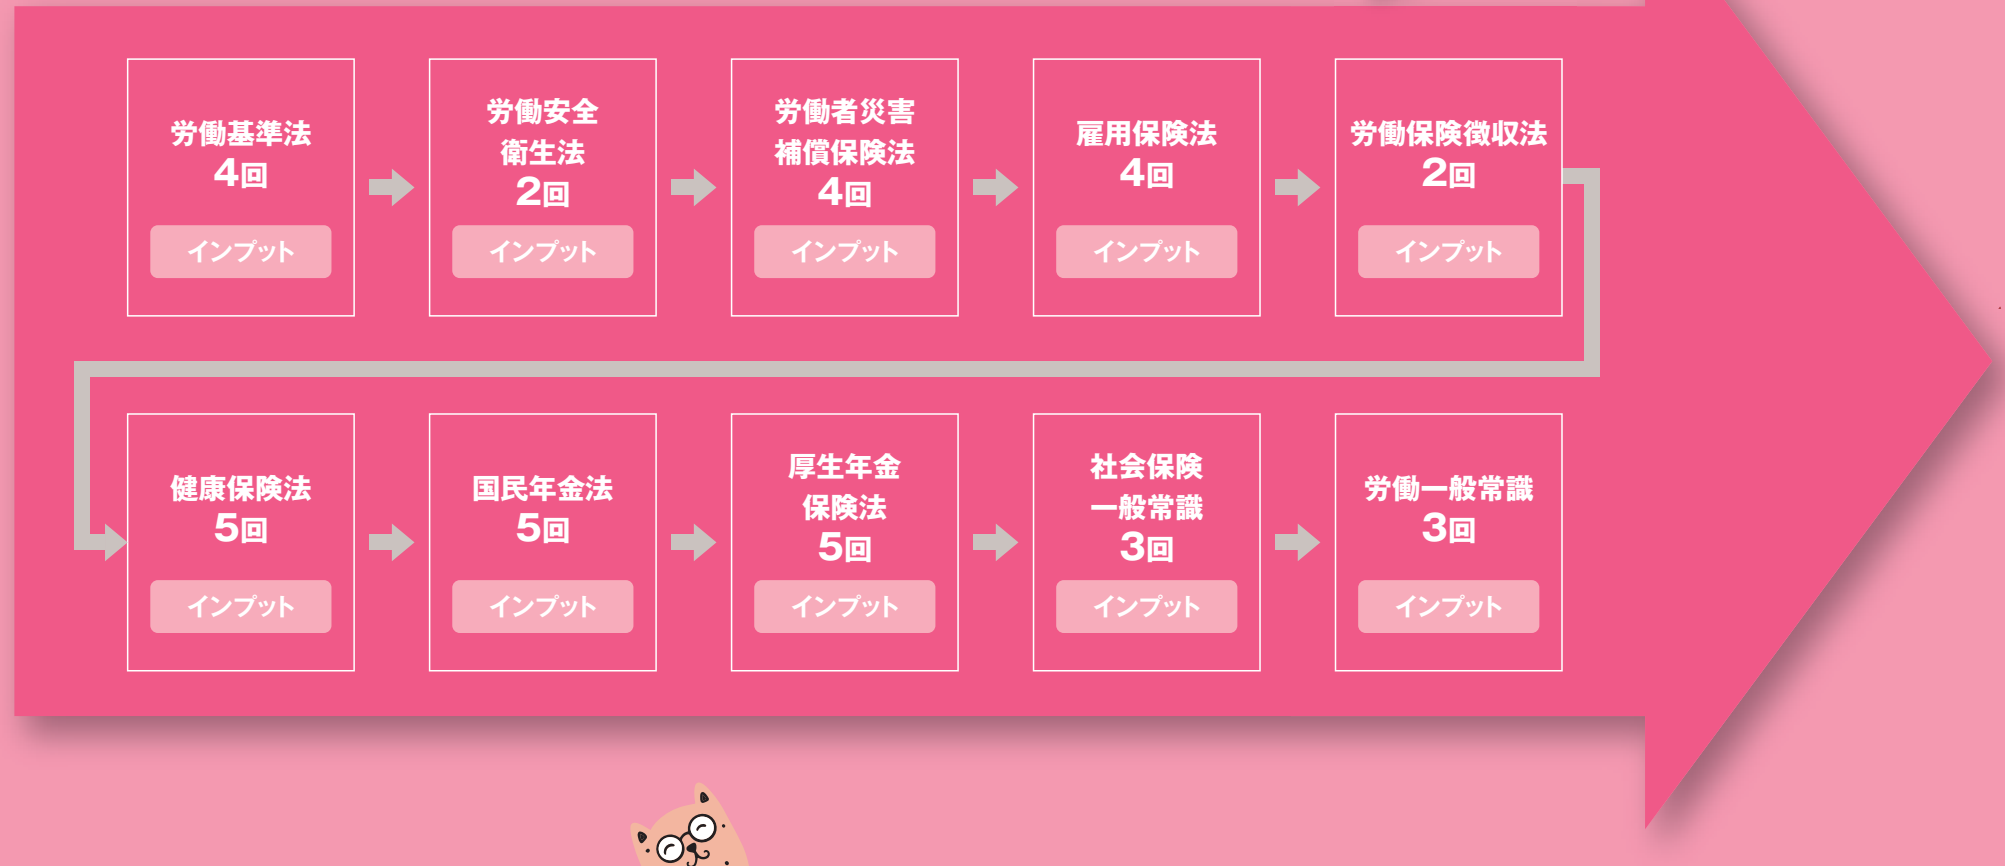 労働基準法
4回
インプット
労働安全
衛生法
2回
インプット
労働者災害
補償保険法
4回
インプット
雇用保険法
4回
インプット
労働保険徴収法
2回
インプット
健康保険法
5回
インプット
国民年金法
5回
インプット
厚生年金
保険法
5回
インプット
社会保険
一般常識
3回
インプット
労働一般常識
3回
インプット